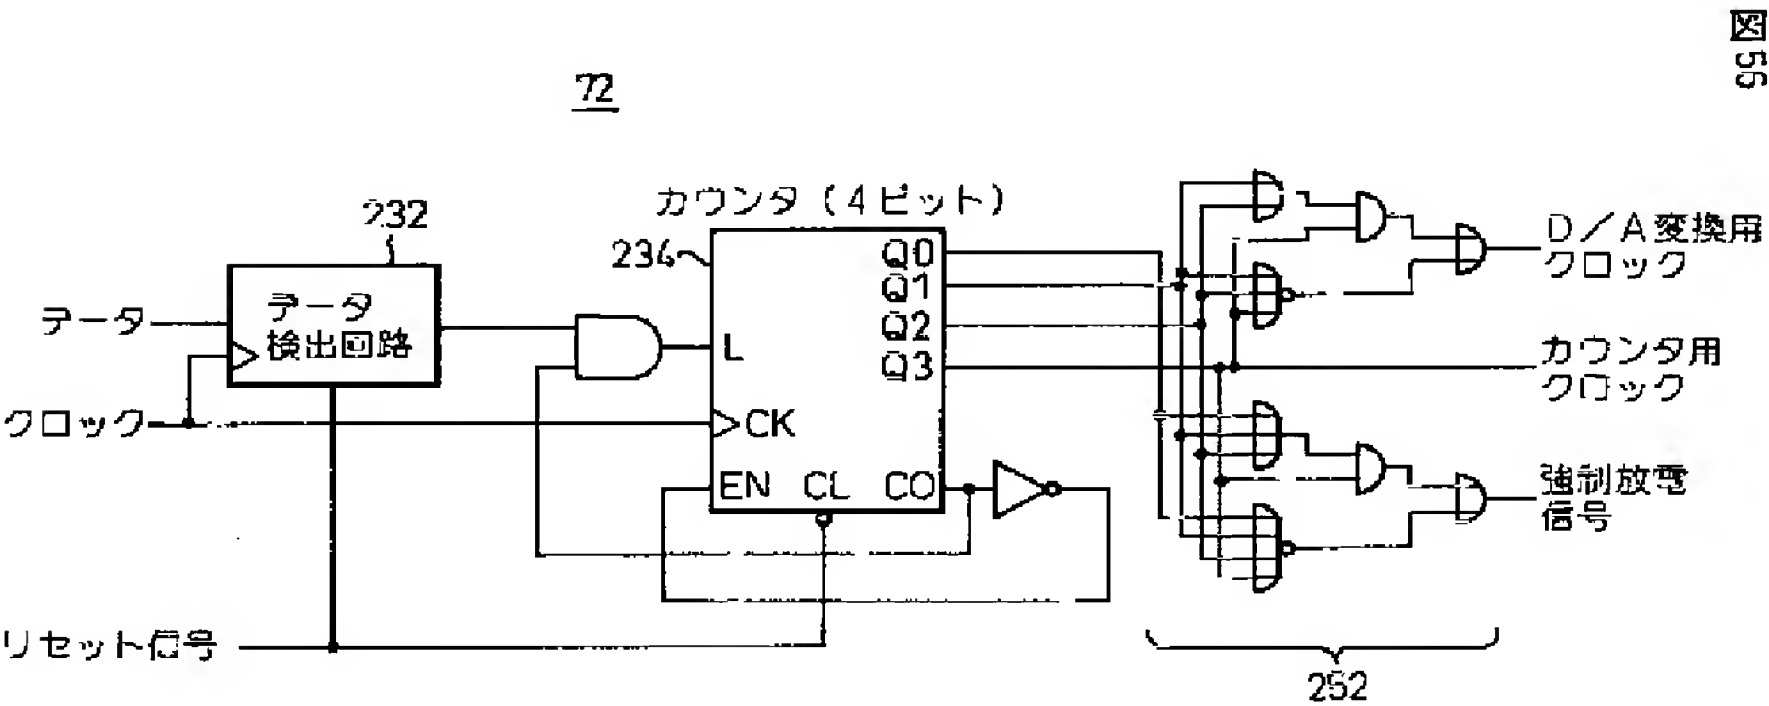 図56
72
232
カウンタ（4ビット）
234
データ
データ
検出回路
クロック
リセット信号
L
CK
EN
CL
CO
Q0
Q1
Q2
Q3
D／A変換用
クロック
カウンタ用
クロック
強制放電
信号
252